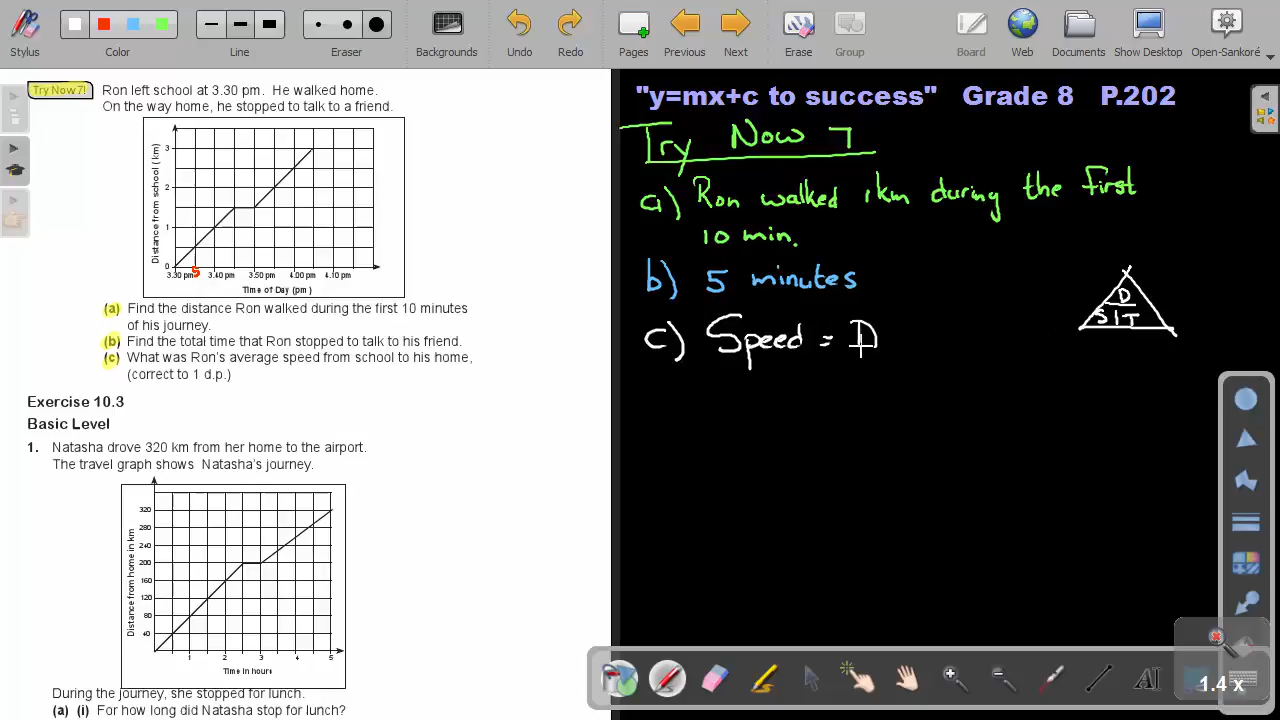 Stylus Color Line Eraser Backgrounds Undo Redo Pages Previous Next Erase Group Board Web Documents Show Desktop Open-Sankoré
Try Now 7! Ron left school at 3.30 pm. He walked home.
On the way home, he stopped to talk to a friend.
Distance from school (km)
3
2
1
0
3.30 pm 5 3.40 pm 3.50 pm 4.00 pm 4.10 pm
Time of Day (pm)
(a) Find the distance Ron walked during the first 10 minutes
of his journey.
(b) Find the total time that Ron stopped to talk to his friend.
(c) What was Ron's average speed from school to his home,
(correct to 1 d.p.)
Exercise 10.3
Basic Level
1. Natasha drove 320 km from her home to the airport.
The travel graph shows Natasha's journey.
Distance from home in km
320
280
240
200
160
120
80
40
1 2 3 4 5
Time in hours
During the journey, she stopped for lunch.
(a) (i) For how long did Natasha stop for lunch?
"y=mx+c to success" Grade 8 P.202
Try Now 7
a) Ron walked 1km during the first
10 min.
b) 5 minutes
c) Speed = D
D
S T
1.4 x